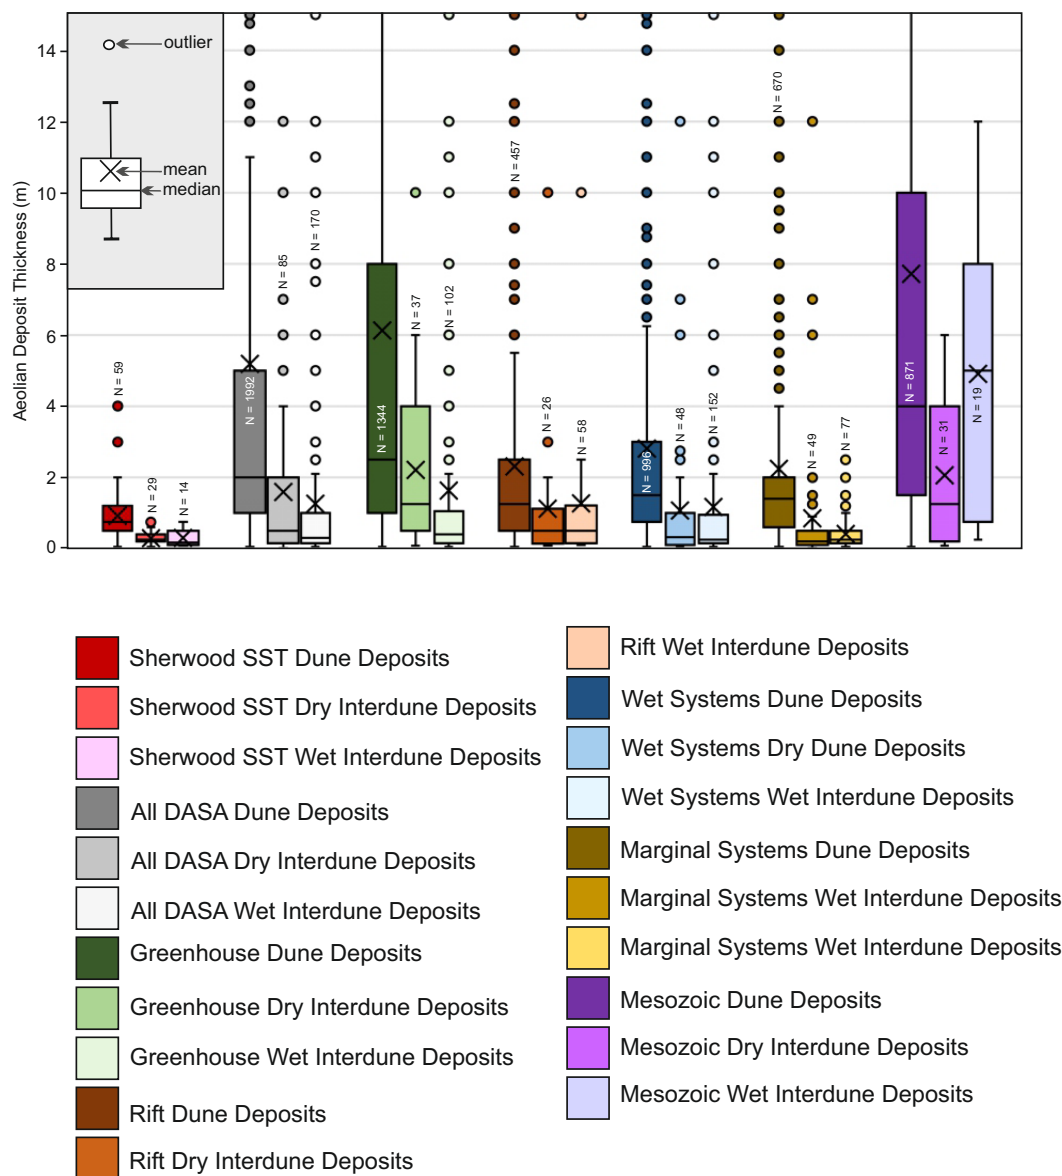 Aeolian Deposit Thickness (m)
14
12
10
8
6
4
2
0
outlier
mean
median
N = 59
N = 29
N = 14
N = 1992
N = 85
N = 170
N = 1344
N = 37
N = 102
N = 457
N = 26
N = 58
N = 996
N = 48
N = 152
N = 670
N = 49
N = 77
N = 871
N = 31
N = 19
Sherwood SST Dune Deposits
Sherwood SST Dry Interdune Deposits
Sherwood SST Wet Interdune Deposits
All DASA Dune Deposits
All DASA Dry Interdune Deposits
All DASA Wet Interdune Deposits
Greenhouse Dune Deposits
Greenhouse Dry Interdune Deposits
Greenhouse Wet Interdune Deposits
Rift Dune Deposits
Rift Dry Interdune Deposits
Rift Wet Interdune Deposits
Wet Systems Dune Deposits
Wet Systems Dry Dune Deposits
Wet Systems Wet Interdune Deposits
Marginal Systems Dune Deposits
Marginal Systems Wet Interdune Deposits
Marginal Systems Wet Interdune Deposits
Mesozoic Dune Deposits
Mesozoic Dry Interdune Deposits
Mesozoic Wet Interdune Deposits